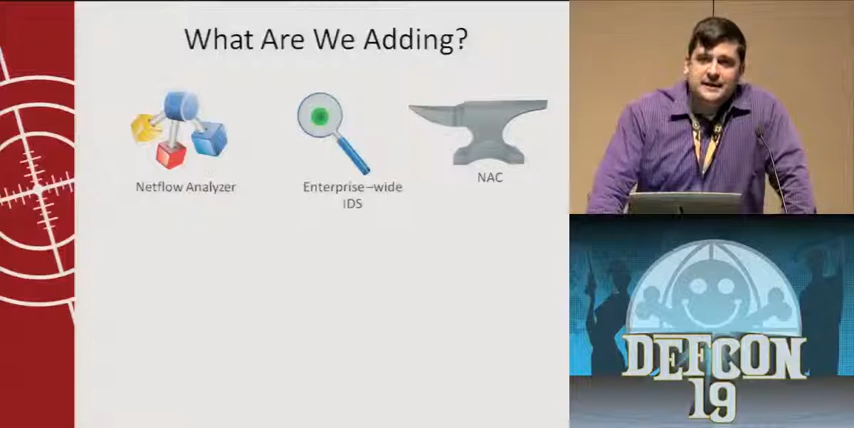 What Are We Adding?
Netflow Analyzer
Enterprise–wide
IDS
NAC
DEFCON
19